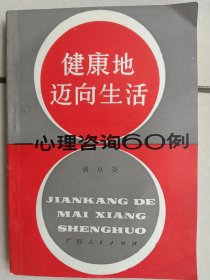 健康地
迈向生活
—心理咨询60例
JIANKANG DE
MAI XIANG
SHENGHUO
广西人民出版社